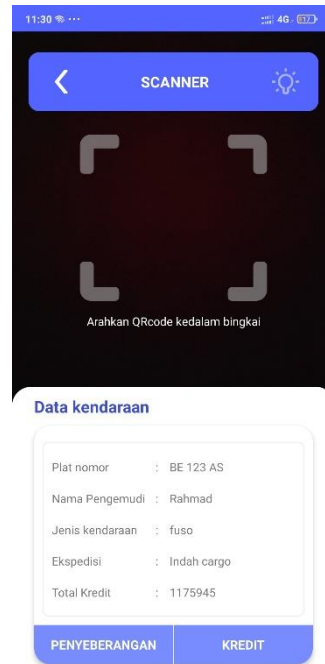 11:30 ...
4G
SCANNER
Arahkan QRcode kedalam bingkai
Data kendaraan
Plat nomor : BE 123 AS
Nama Pengemudi : Rahmad
Jenis kendaraan : fuso
Ekspedisi : Indah cargo
Total Kredit : 1175945
PENYEBERANGAN KREDIT